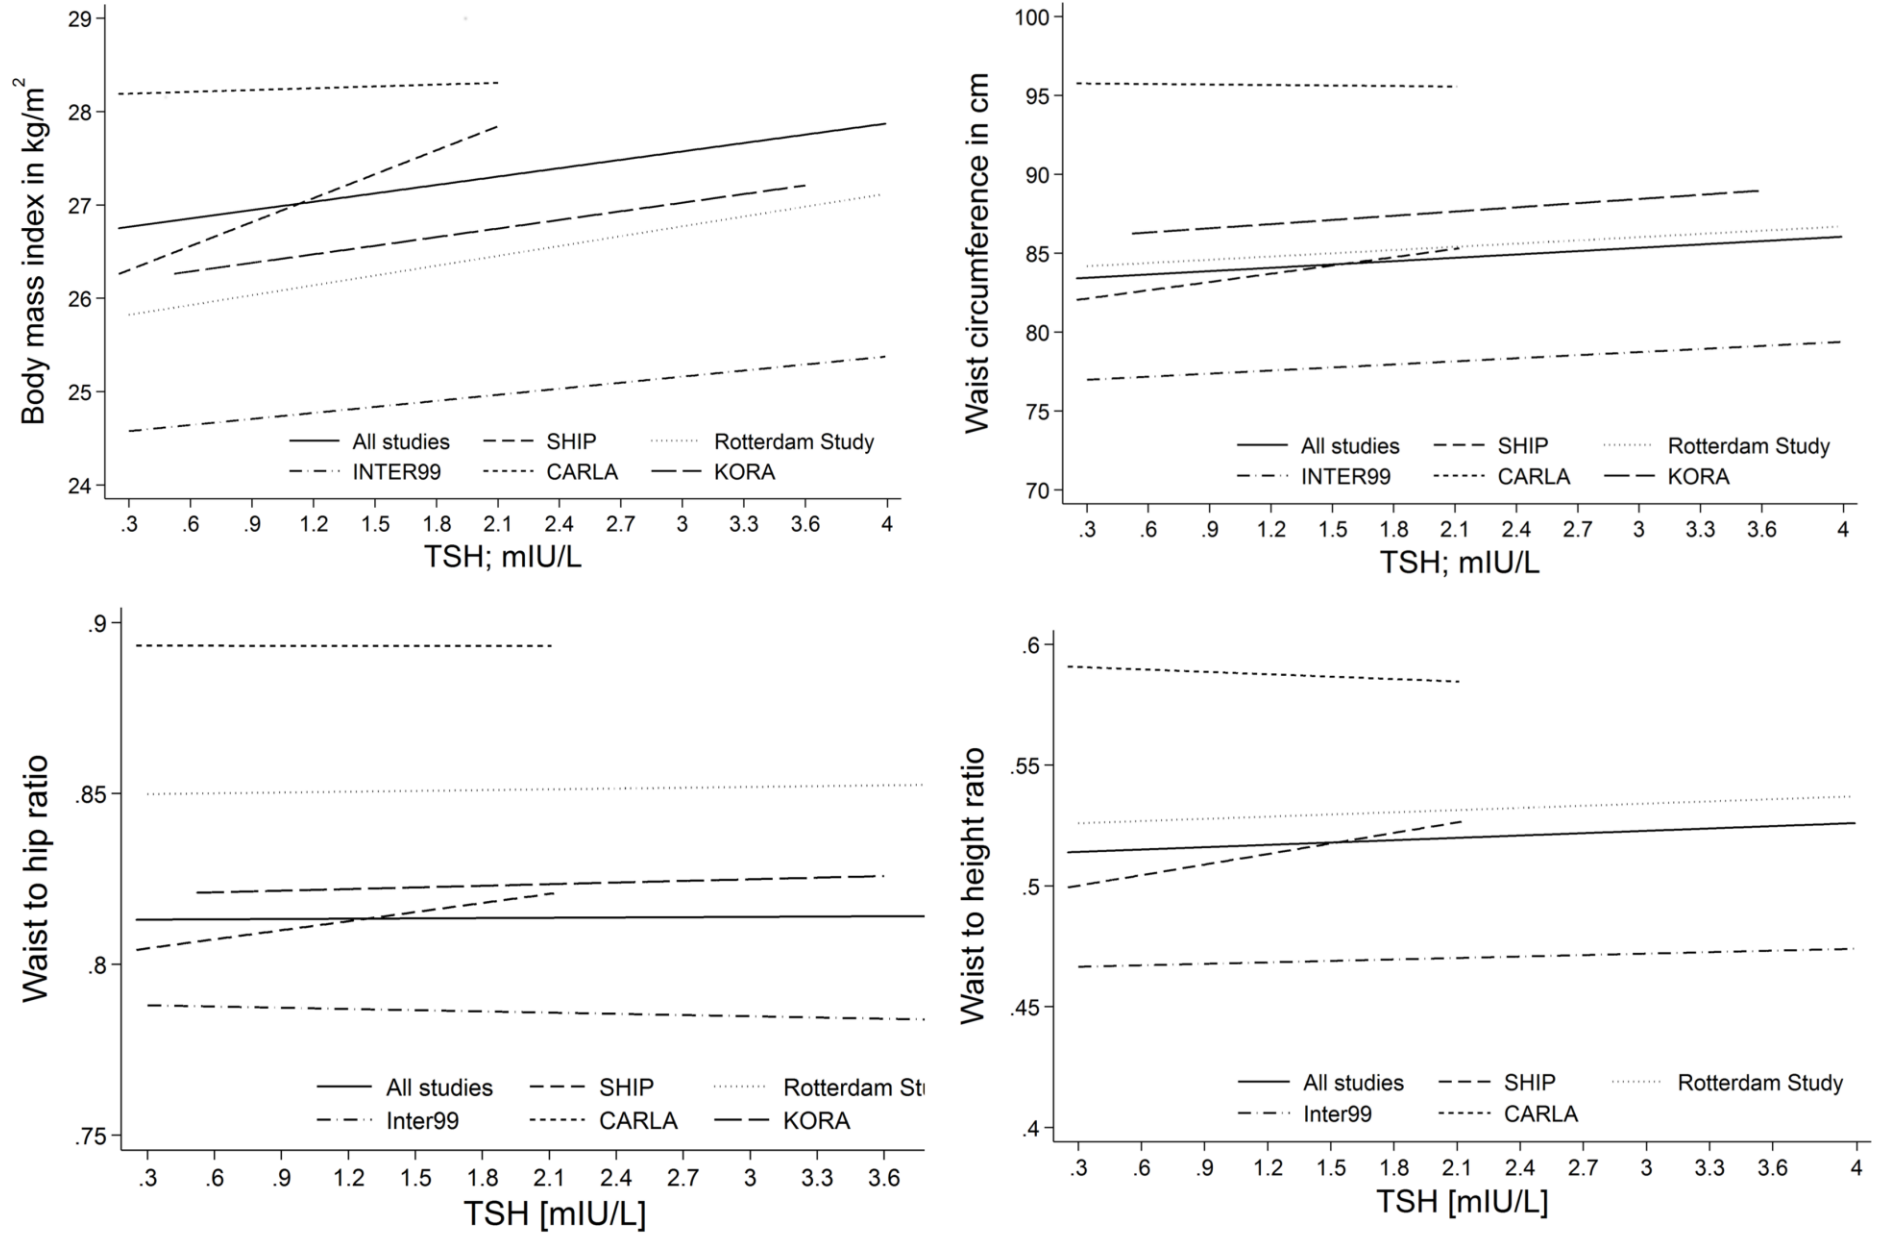 Body mass index in kg/m²
29
28
27
26
25
24
All studies SHIP Rotterdam Study
INTER99 CARLA KORA
.3 .6 .9 1.2 1.5 1.8 2.1 2.4 2.7 3 3.3 3.6 4
TSH; mIU/L
Waist circumference in cm
100
95
90
85
80
75
70
All studies SHIP Rotterdam Study
INTER99 CARLA KORA
.3 .6 .9 1.2 1.5 1.8 2.1 2.4 2.7 3 3.3 3.6 4
TSH; mIU/L
Waist to hip ratio
.9
.85
.8
.75
All studies SHIP Rotterdam Stu
Inter99 CARLA KORA
.3 .6 .9 1.2 1.5 1.8 2.1 2.4 2.7 3 3.3 3.6
TSH [mIU/L]
Waist to height ratio
.6
.55
.5
.45
.4
All studies SHIP Rotterdam Study
Inter99 CARLA
.3 .6 .9 1.2 1.5 1.8 2.1 2.4 2.7 3 3.3 3.6 4
TSH [mIU/L]